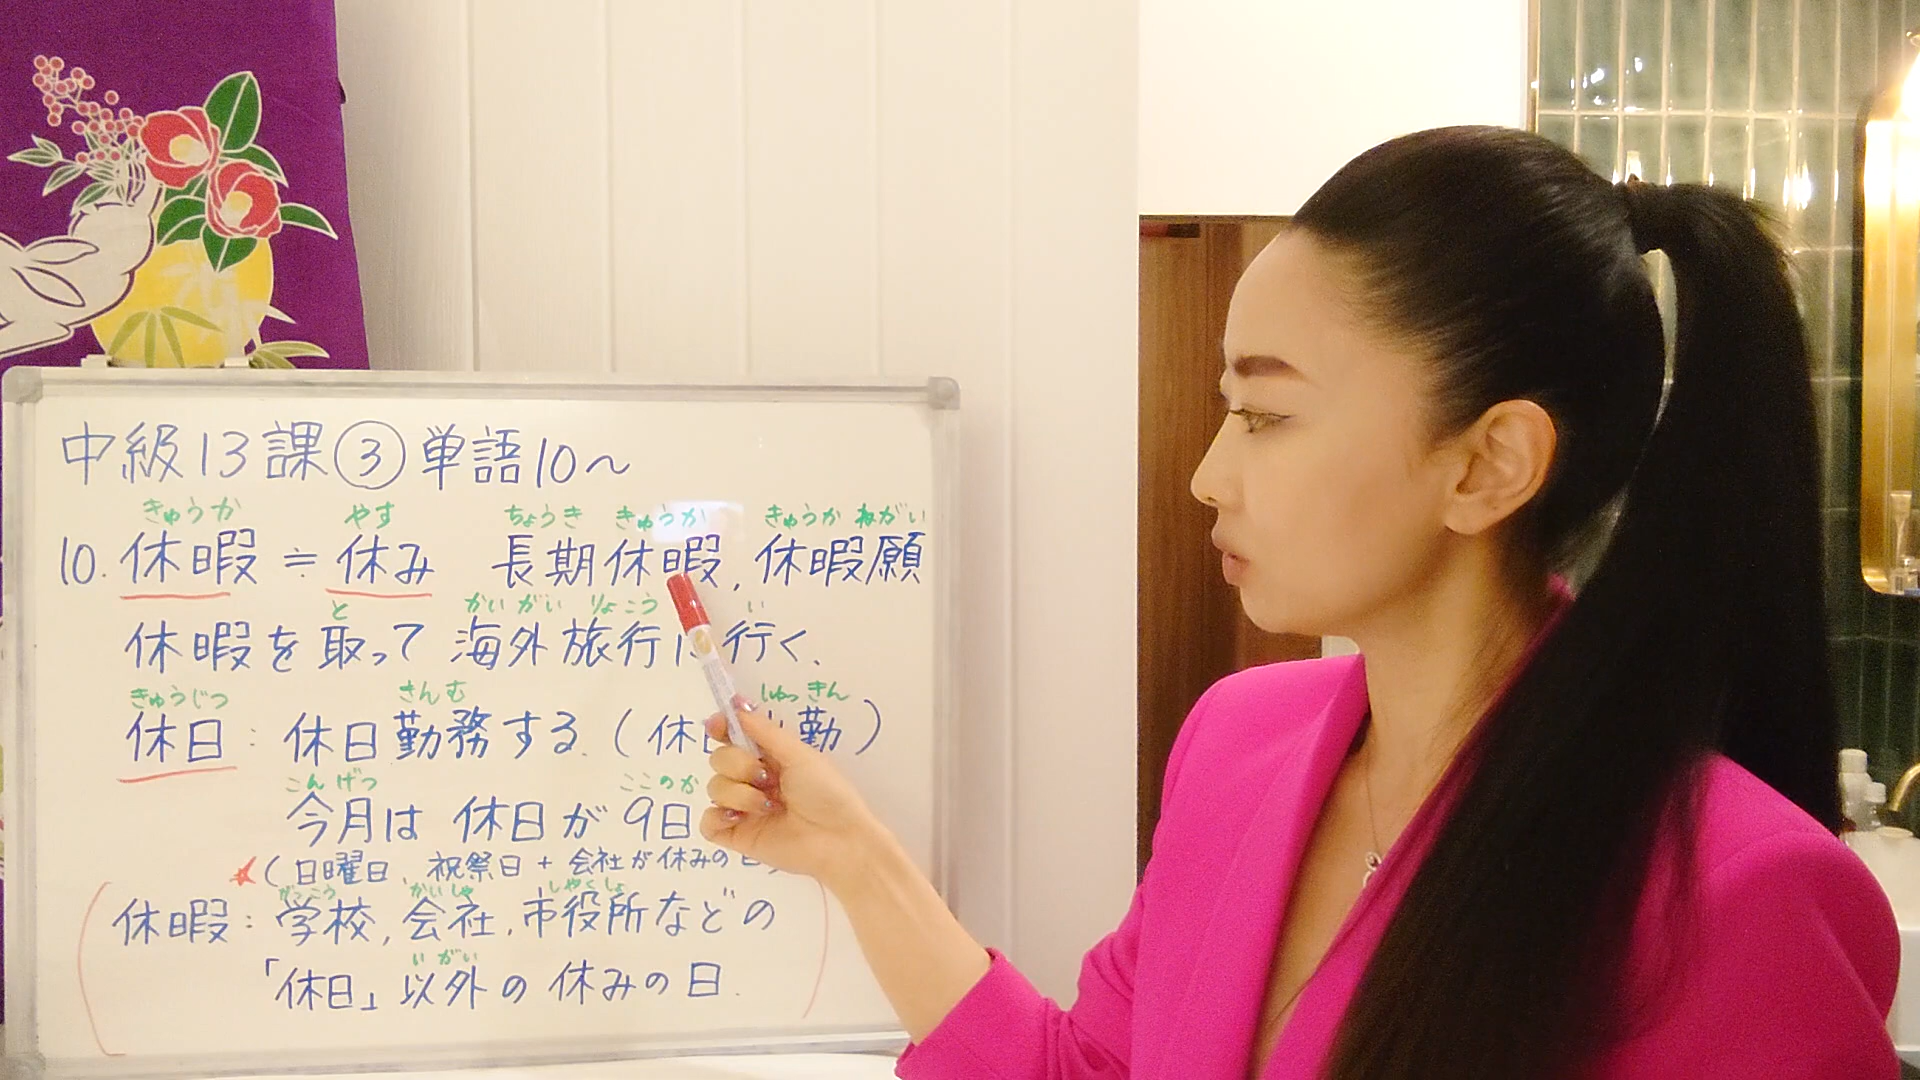 中級13課③単語10〜
きゅうか やす ちょうき きゅうか きゅうか ねがい
10. 休暇≒休み 長期休暇, 休暇願
と かいがい りょこう い
休暇を取って 海外旅行に行く.
きゅうじつ きんむ しゅっきん
休日: 休日勤務する. (休日出勤)
こんげつ ここのか
今月は 休日が 9日
★(日曜日、祝祭日+会社が休みの日)
がっこう かいしゃ しやくしょ
休暇: 学校, 会社, 市役所などの
いがい
「休日」以外の休みの日.